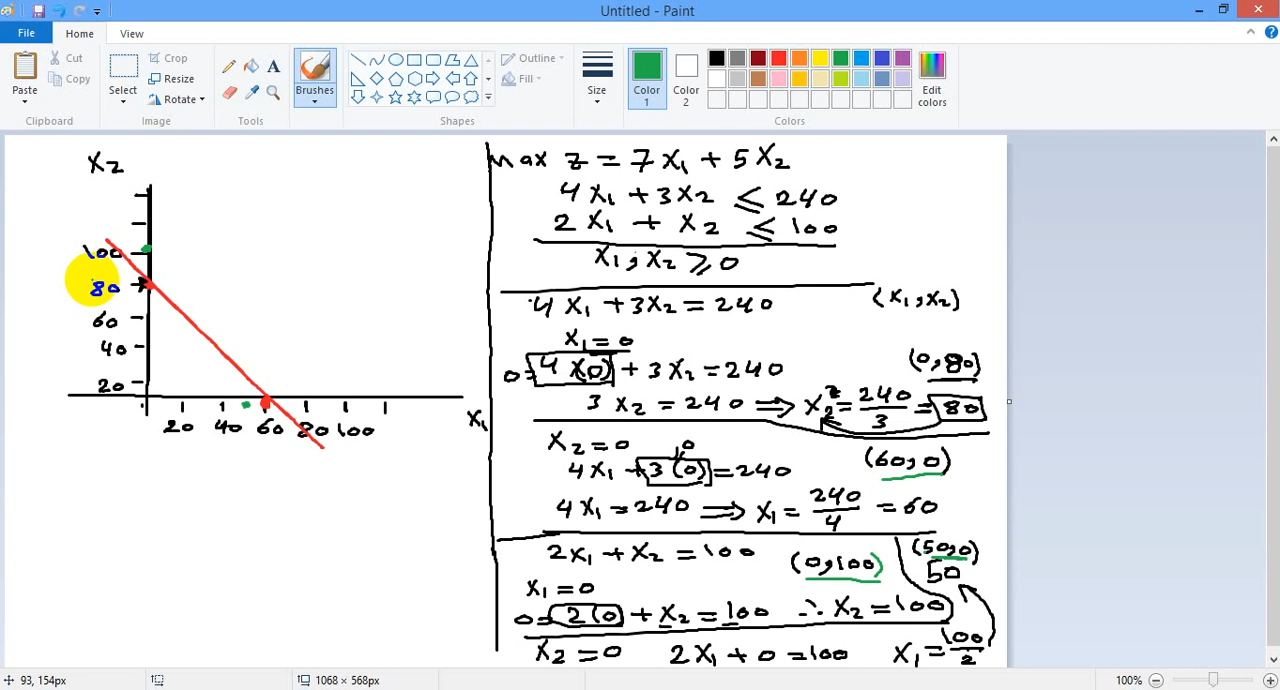 Untitled - Paint
File Home View
Paste
Cut
Copy
Select
Crop
Resize
Rotate
Brushes
Outline
Fill
Size
Color 1
Color 2
Edit colors
Clipboard Image Tools Shapes Colors
X2
100
80
60
40
20
20 40 60 80 100 X1
Max Z = 7X1 + 5X2
4X1 + 3X2 ≤ 240
2X1 + X2 ≤ 100
X1, X2 ≥ 0
4X1 + 3X2 = 240 (X1, X2)
X1 = 0
0 = 4X(0) + 3X2 = 240 (0, 80)
3X2 = 240 ⟹ X2 = 240/3 = 80
X2 = 0 0 (60, 0)
4X1 + 3(0) = 240
4X1 = 240 ⟹ X1 = 240/4 = 60
2X1 + X2 = 100 (0, 100) (50, 0)
X1 = 0 50
0 = 2(0) + X2 = 100 ∴ X2 = 100
X2 = 0 2X1 + 0 = 100 X1 = 100/2
93, 154px 1068 × 568px 100%